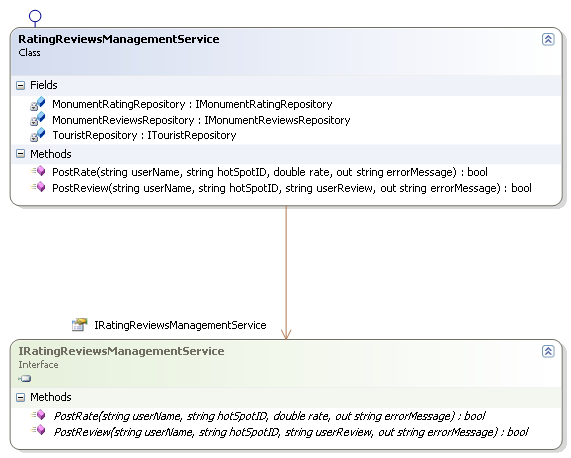 RatingReviewsManagementService
Class
Fields
MonumentRatingRepository : IMonumentRatingRepository
MonumentReviewsRepository : IMonumentReviewsRepository
TouristRepository : ITouristRepository
Methods
PostRate(string userName, string hotSpotID, double rate, out string errorMessage) : bool
PostReview(string userName, string hotSpotID, string userReview, out string errorMessage) : bool
IRatingReviewsManagementService
IRatingReviewsManagementService
Interface
Methods
PostRate(string userName, string hotSpotID, double rate, out string errorMessage) : bool
PostReview(string userName, string hotSpotID, string userReview, out string errorMessage) : bool